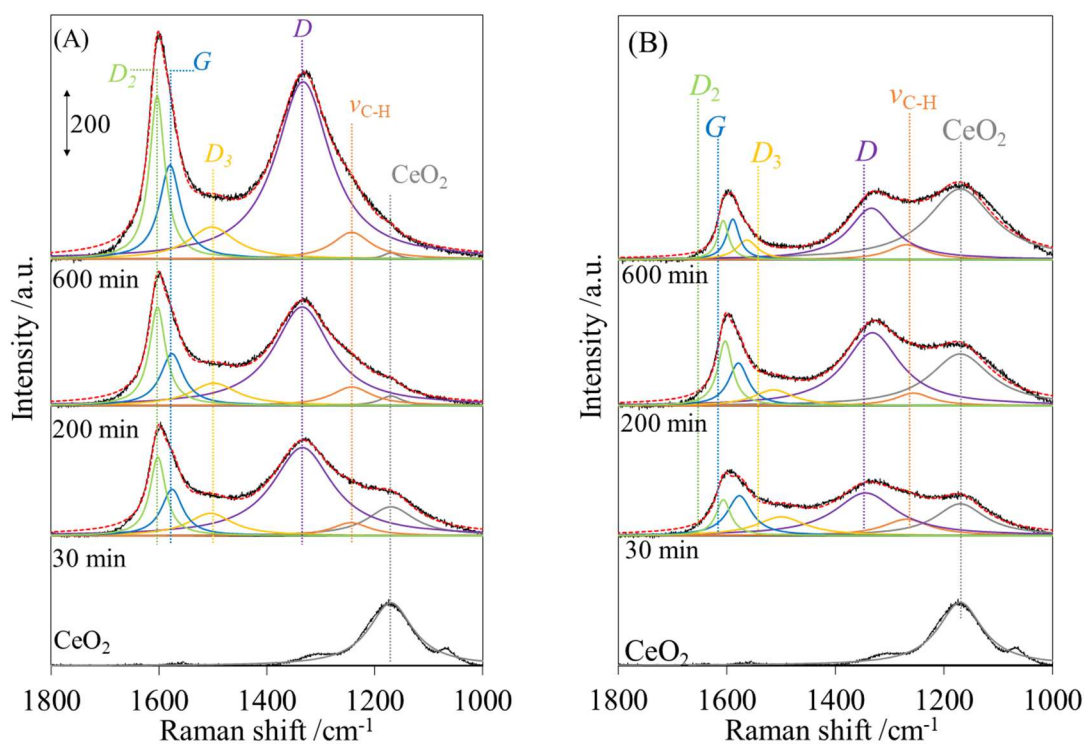 (A)
D
G
D₂
ν_C-H
200
D₃
CeO₂
600 min
200 min
30 min
CeO₂
Intensity /a.u.
1800 1600 1400 1200 1000
Raman shift /cm⁻¹
(B)
D₂
ν_C-H
G
CeO₂
D₃
D
600 min
200 min
30 min
CeO₂
Intensity /a.u.
1800 1600 1400 1200 1000
Raman shift /cm⁻¹